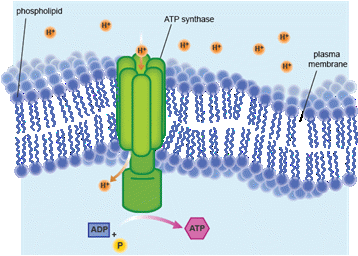 phospholipid
ATP synthase
H+
H+
H+
H+
H+
H+
H+
plasma
membrane
H+
ADP
+
P
ATP